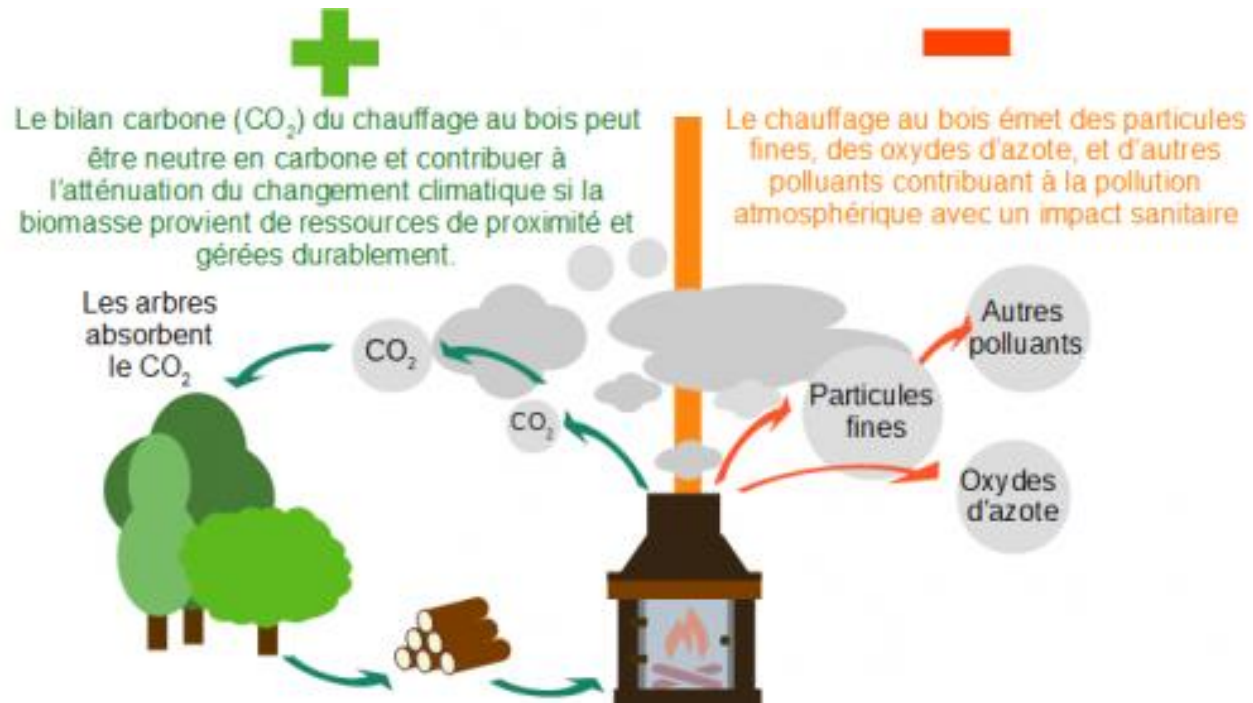 Le bilan carbone (CO₂) du chauffage au bois peut
être neutre en carbone et contribuer à
l'atténuation du changement climatique si la
biomasse provient de ressources de proximité et
gérées durablement.
Le chauffage au bois émet des particules
fines, des oxydes d'azote, et d'autres
polluants contribuant à la pollution
atmosphérique avec un impact sanitaire
Les arbres
absorbent
le CO₂
CO₂
CO₂
Particules
fines
Autres
polluants
Oxydes
d'azote